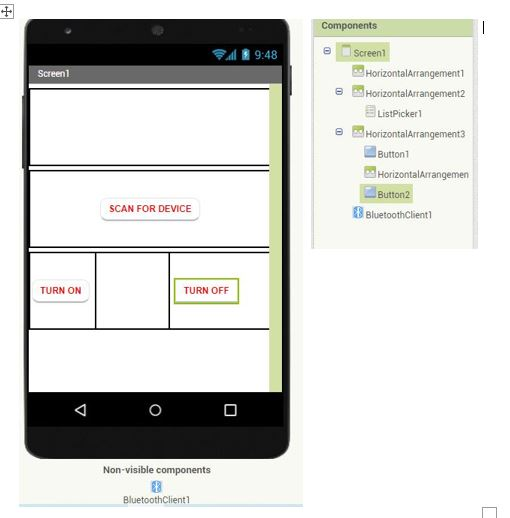 9:48
Screen1
SCAN FOR DEVICE
TURN ON
TURN OFF
Non-visible components
BluetoothClient1
Components
Screen1
HorizontalArrangement1
HorizontalArrangement2
ListPicker1
HorizontalArrangement3
Button1
HorizontalArrangemen
Button2
BluetoothClient1